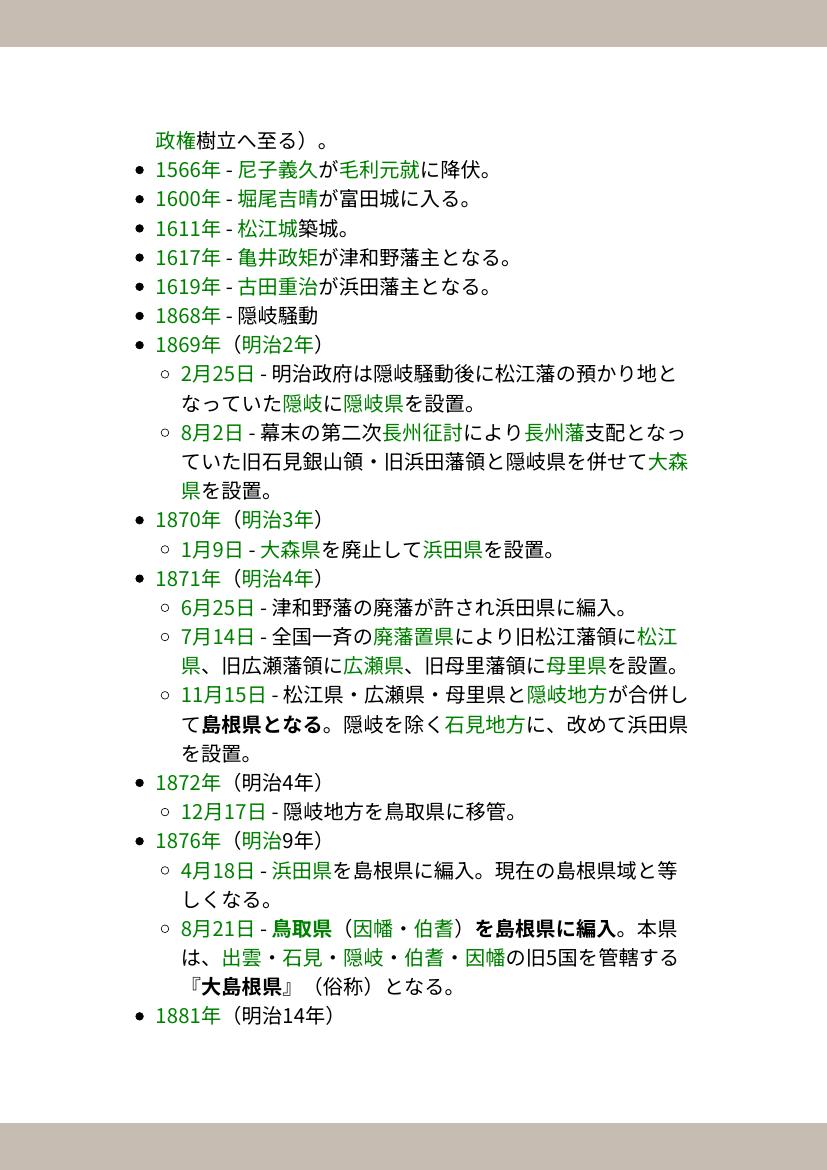 政権樹立へ至る）。
• 1566年 - 尼子義久が毛利元就に降伏。
• 1600年 - 堀尾吉晴が富田城に入る。
• 1611年 - 松江城築城。
• 1617年 - 亀井政矩が津和野藩主となる。
• 1619年 - 古田重治が浜田藩主となる。
• 1868年 - 隠岐騒動
• 1869年（明治2年）
◦ 2月25日 - 明治政府は隠岐騒動後に松江藩の預かり地と
なっていた隠岐に隠岐県を設置。
◦ 8月2日 - 幕末の第二次長州征討により長州藩支配となっ
ていた旧石見銀山領・旧浜田藩領と隠岐県を併せて大森
県を設置。
• 1870年（明治3年）
◦ 1月9日 - 大森県を廃止して浜田県を設置。
• 1871年（明治4年）
◦ 6月25日 - 津和野藩の廃藩が許され浜田県に編入。
◦ 7月14日 - 全国一斉の廃藩置県により旧松江藩領に松江
県、旧広瀬藩領に広瀬県、旧母里藩領に母里県を設置。
◦ 11月15日 - 松江県・広瀬県・母里県と隠岐地方が合併し
て島根県となる。隠岐を除く石見地方に、改めて浜田県
を設置。
• 1872年（明治4年）
◦ 12月17日 - 隠岐地方を鳥取県に移管。
• 1876年（明治9年）
◦ 4月18日 - 浜田県を島根県に編入。現在の島根県域と等
しくなる。
◦ 8月21日 - 鳥取県（因幡・伯耆）を島根県に編入。本県
は、出雲・石見・隠岐・伯耆・因幡の旧5国を管轄する
『大島根県』（俗称）となる。
• 1881年（明治14年）